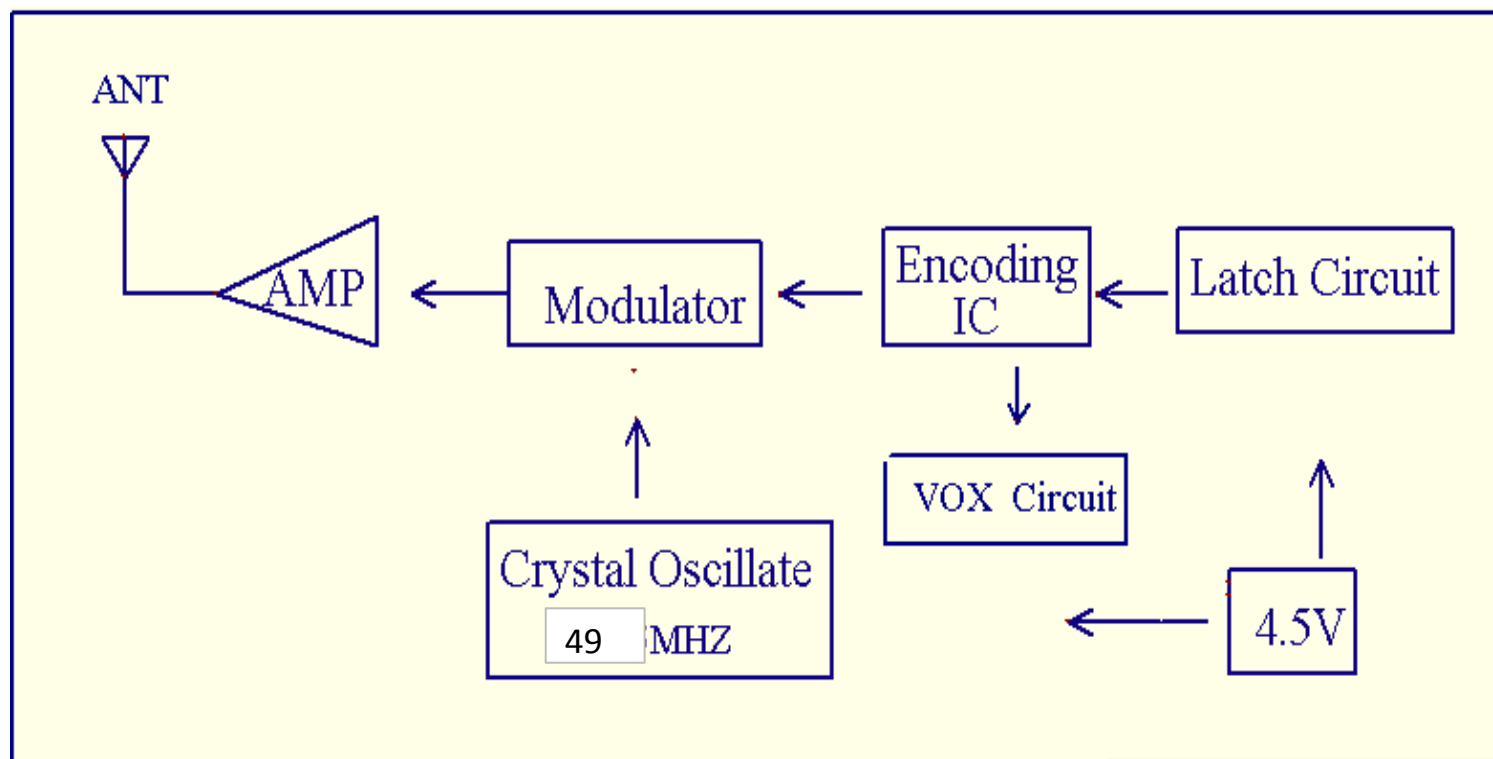 ANT
AMP
Modulator
Encoding
IC
Latch Circuit
VOX Circuit
Crystal Oscillate
49 MHZ
4.5V